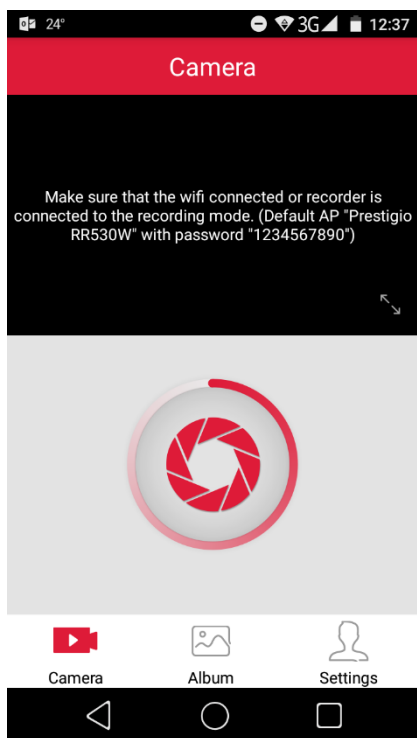 24° 3G 12:37
Camera
Make sure that the wifi connected or recorder is
connected to the recording mode. (Default AP "Prestigio
RR530W" with password "1234567890")
Camera Album Settings